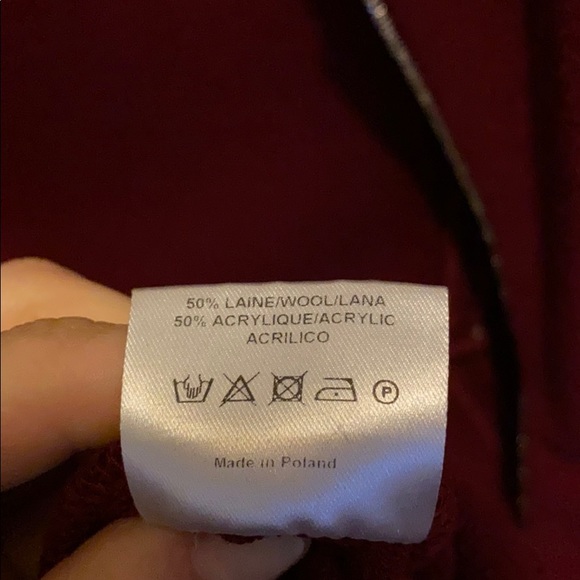 50% LAINE/WOOL/LANA
50% ACRYLIQUE/ACRYLIC
ACRILICO
P
Made in Poland